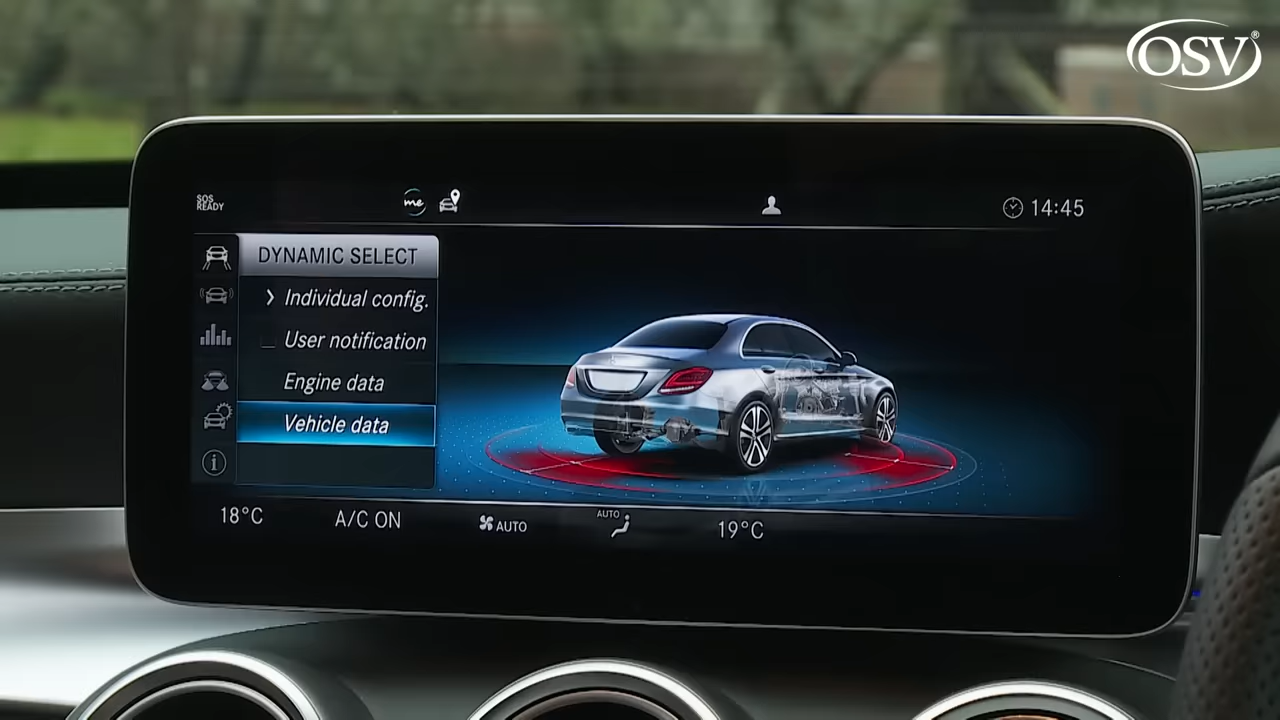 OSV®
SOS
READY
me
14:45
DYNAMIC SELECT
Individual config.
User notification
Engine data
Vehicle data
18°C
A/C ON
AUTO
AUTO
19°C